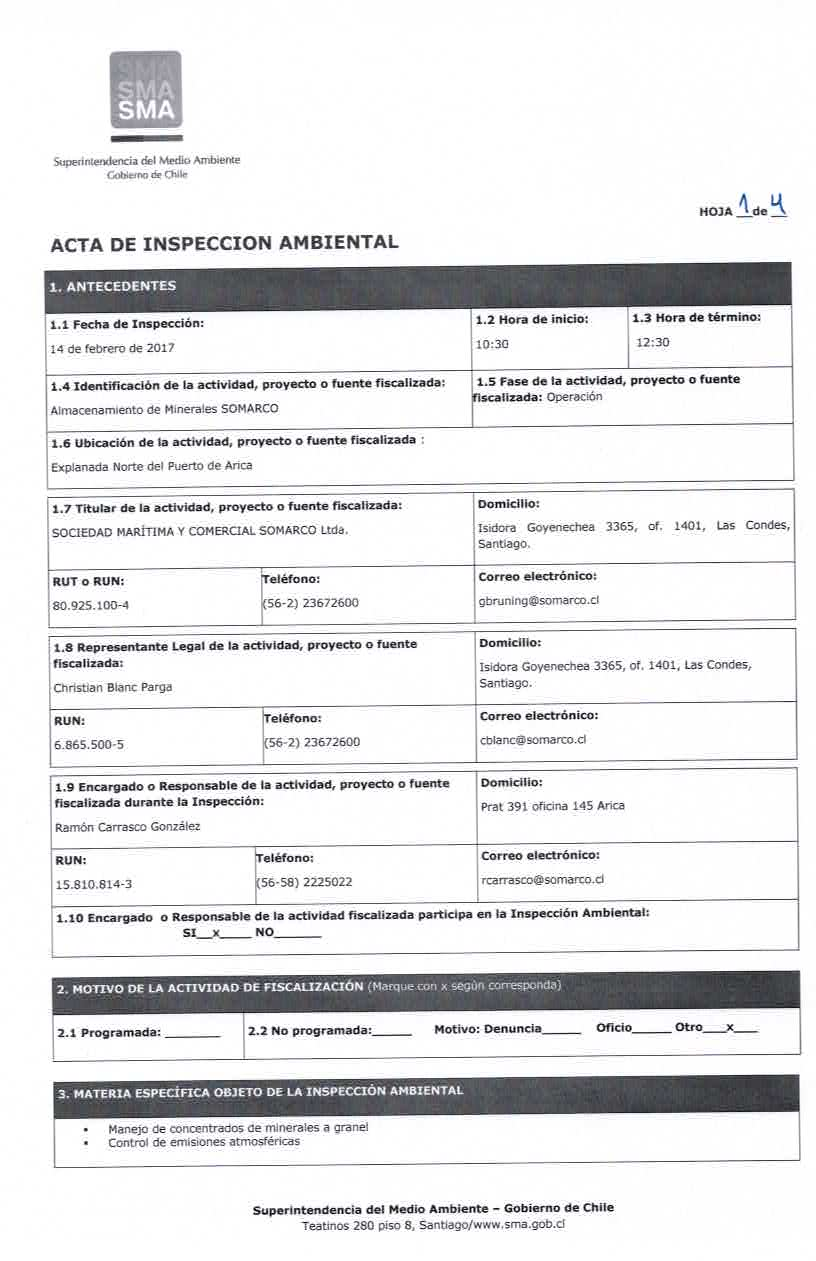 SMA
SMA
SMA
Superintendencia del Medio Ambiente
Gobierno de Chile
HOJA 1 de 4
ACTA DE INSPECCION AMBIENTAL
1. ANTECEDENTES
1.1 Fecha de Inspección:
14 de febrero de 2017
1.2 Hora de inicio:
10:30
1.3 Hora de término:
12:30
1.4 Identificación de la actividad, proyecto o fuente fiscalizada:
Almacenamiento de Minerales SOMARCO
1.5 Fase de la actividad, proyecto o fuente
fiscalizada: Operación
1.6 Ubicación de la actividad, proyecto o fuente fiscalizada :
Explanada Norte del Puerto de Arica
1.7 Titular de la actividad, proyecto o fuente fiscalizada:
SOCIEDAD MARÍTIMA Y COMERCIAL SOMARCO Ltda.
Domicilio:
Isidora Goyenechea 3365, of. 1401, Las Condes,
Santiago.
RUT o RUN:
80.925.100-4
Teléfono:
(56-2) 23672600
Correo electrónico:
gbruning@somarco.cl
1.8 Representante Legal de la actividad, proyecto o fuente
fiscalizada:
Christian Blanc Parga
Domicilio:
Isidora Goyenechea 3365, of. 1401, Las Condes,
Santiago.
RUN:
6.865.500-5
Teléfono:
(56-2) 23672600
Correo electrónico:
cblanc@somarco.cl
1.9 Encargado o Responsable de la actividad, proyecto o fuente
fiscalizada durante la Inspección:
Ramón Carrasco González
Domicilio:
Prat 391 oficina 145 Arica
RUN:
15.810.814-3
Teléfono:
(56-58) 2225022
Correo electrónico:
rcarrasco@somarco.cl
1.10 Encargado o Responsable de la actividad fiscalizada participa en la Inspección Ambiental:
SI__x____ NO______
2. MOTIVO DE LA ACTIVIDAD DE FISCALIZACIÓN (Marque con x según corresponda)
2.1 Programada: _______
2.2 No programada:_____ Motivo: Denuncia_____ Oficio_____ Otro___x___
3. MATERIA ESPECÍFICA OBJETO DE LA INSPECCIÓN AMBIENTAL
• Manejo de concentrados de minerales a granel
• Control de emisiones atmosféricas
Superintendencia del Medio Ambiente – Gobierno de Chile
Teatinos 280 piso 8, Santiago/www.sma.gob.cl